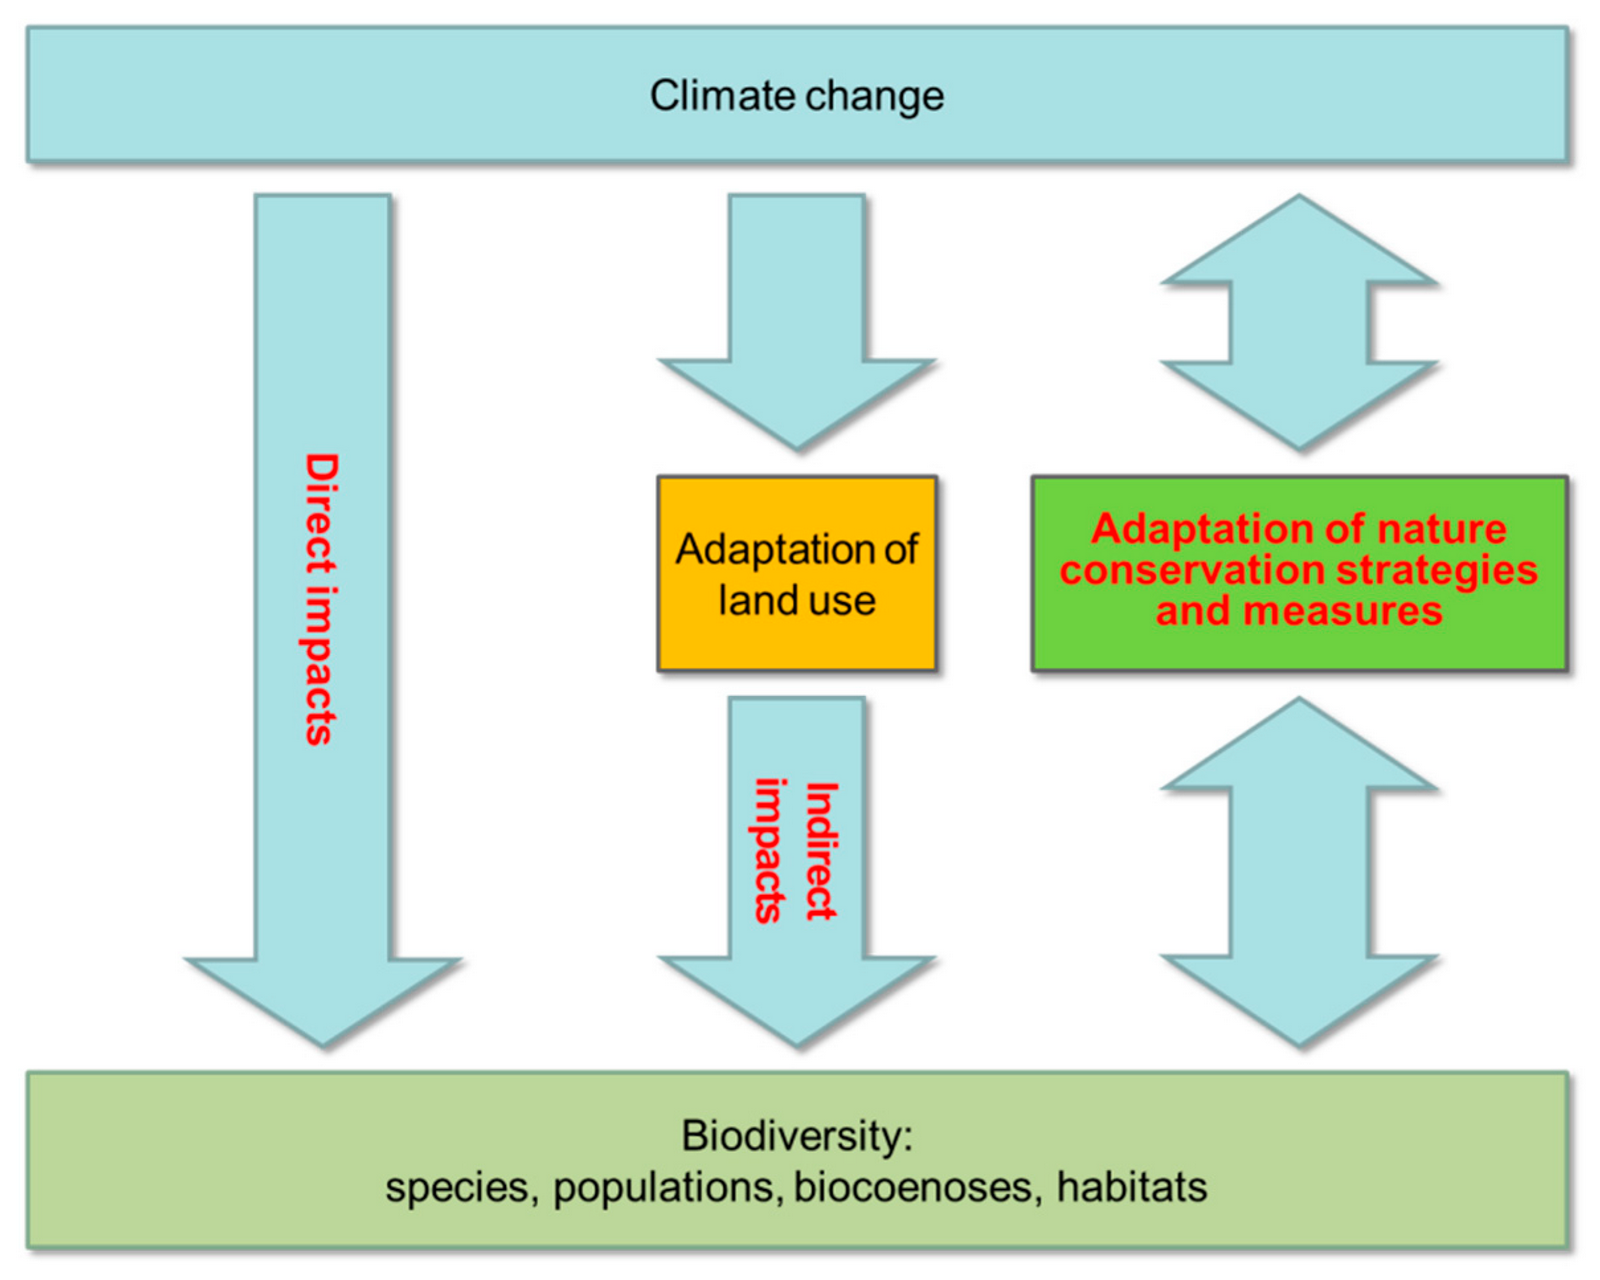 Climate change
Direct impacts
Adaptation of
land use
Adaptation of nature
conservation strategies
and measures
Indirect
impacts
Biodiversity:
species, populations, biocoenoses, habitats